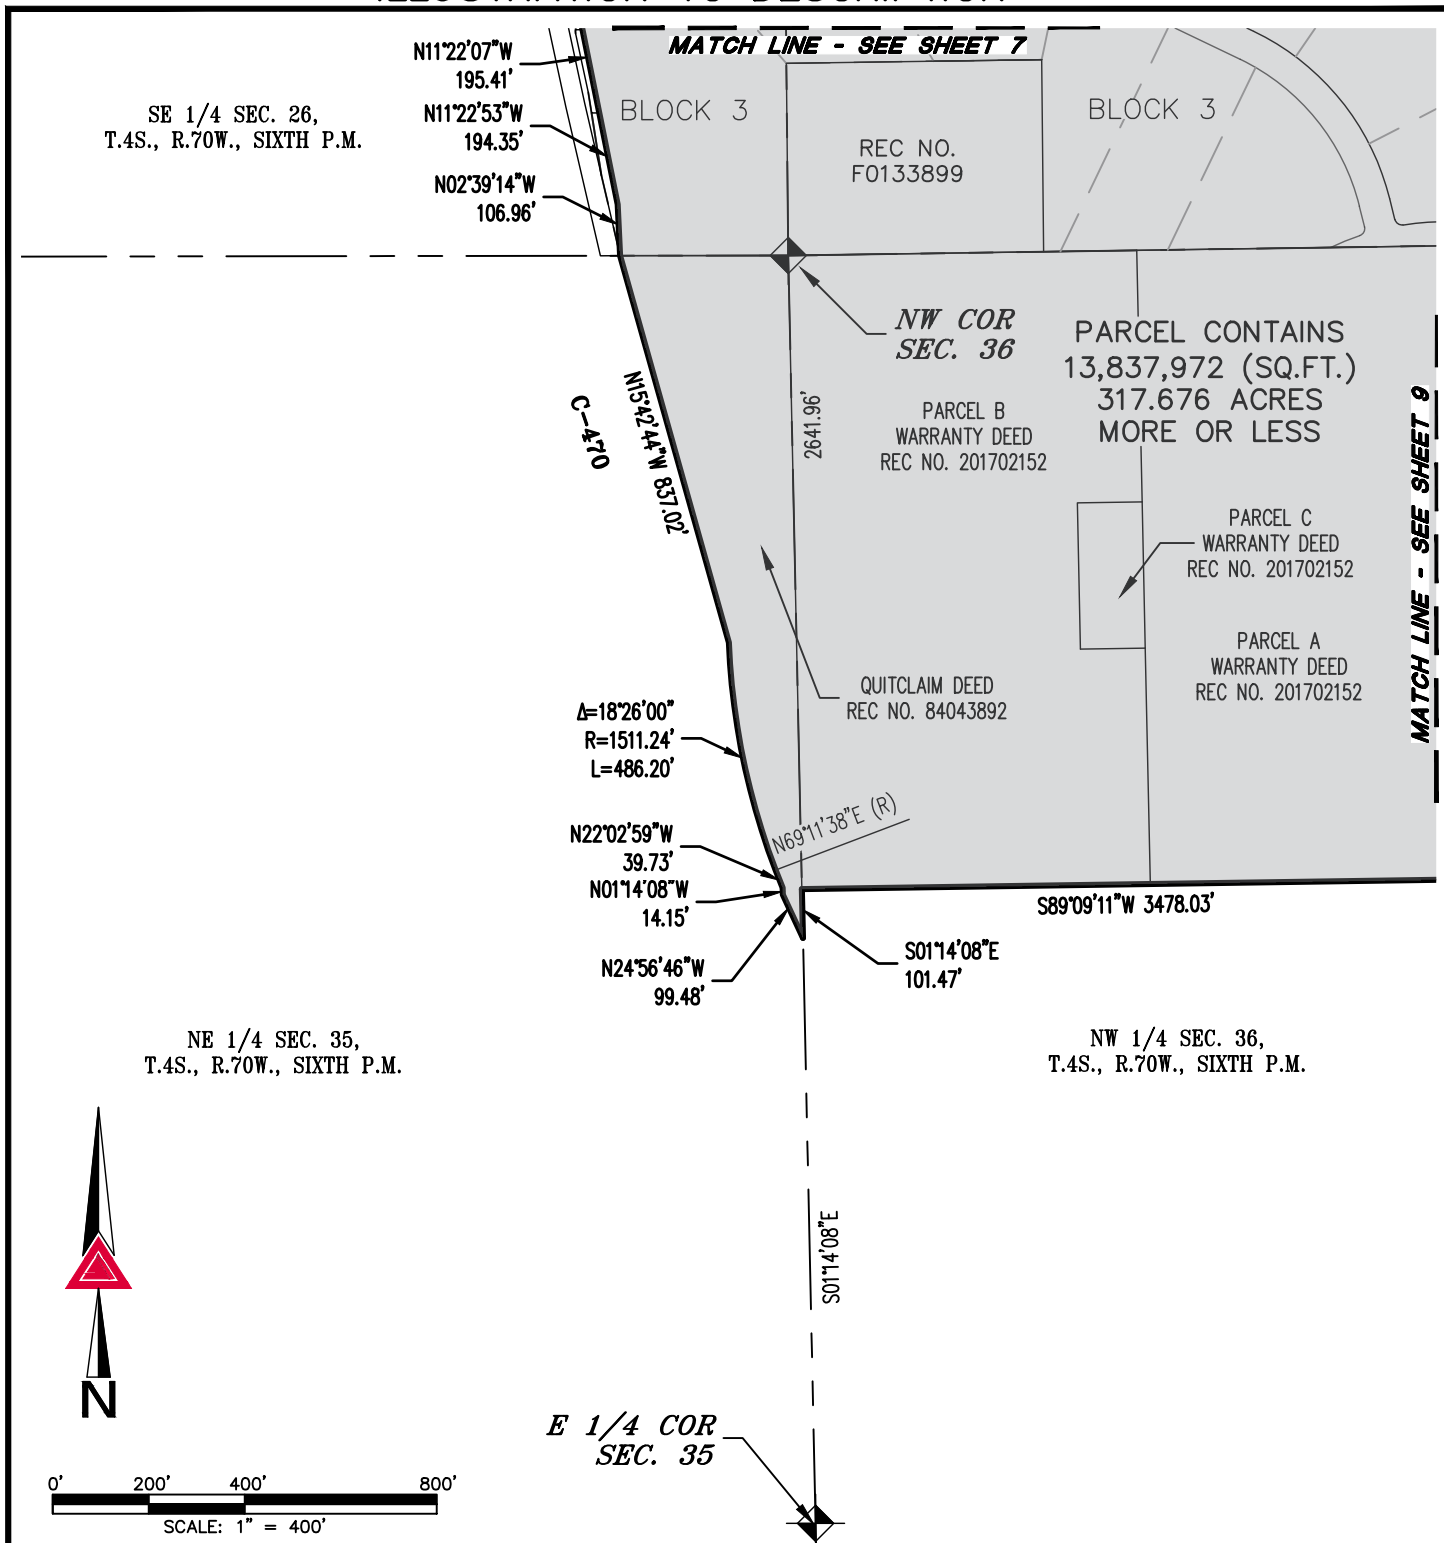 MATCH LINE - SEE SHEET 7
N11°22'07"W
195.41'
N11°22'53"W
194.35'
N02°39'14"W
106.96'
SE 1/4 SEC. 26,
T.4S., R.70W., SIXTH P.M.
BLOCK 3
BLOCK 3
REC NO.
F0133899
NW COR
SEC. 36
PARCEL CONTAINS
13,837,972 (SQ.FT.)
317.676 ACRES
MORE OR LESS
C-470
N15°42'44"W 837.02'
2641.96'
PARCEL B
WARRANTY DEED
REC NO. 201702152
MATCH LINE - SEE SHEET 9
PARCEL C
WARRANTY DEED
REC NO. 201702152
PARCEL A
WARRANTY DEED
REC NO. 201702152
QUITCLAIM DEED
REC NO. 84043892
Δ=18°26'00"
R=1511.24'
L=486.20'
N69°11'38"E (R)
N22°02'59"W
39.73'
N01°14'08"W
14.15'
N24°56'46"W
99.48'
S89°09'11"W 3478.03'
S01°14'08"E
101.47'
NE 1/4 SEC. 35,
T.4S., R.70W., SIXTH P.M.
NW 1/4 SEC. 36,
T.4S., R.70W., SIXTH P.M.
S01°14'08"E
N
E 1/4 COR
SEC. 35
0' 200' 400' 800'
SCALE: 1" = 400'